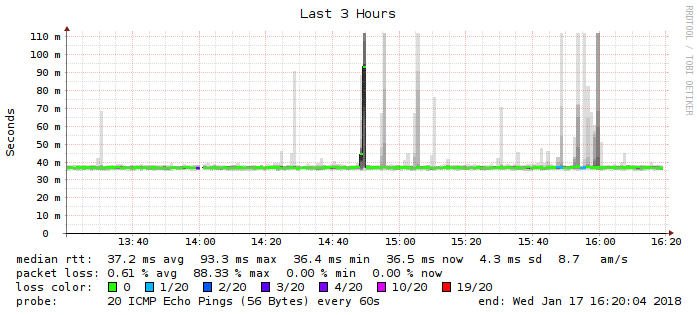 Last 3 Hours
RRDTOOL / TOBI OETIKER
Seconds
110 m
100 m
90 m
80 m
70 m
60 m
50 m
40 m
30 m
20 m
10 m
0
13:40 14:00 14:20 14:40 15:00 15:20 15:40 16:00 16:20
median rtt: 37.2 ms avg 93.3 ms max 36.4 ms min 36.5 ms now 4.3 ms sd 8.7 am/s
packet loss: 0.61 % avg 88.33 % max 0.00 % min 0.00 % now
loss color: 0 1/20 2/20 3/20 4/20 10/20 19/20
probe: 20 ICMP Echo Pings (56 Bytes) every 60s end: Wed Jan 17 16:20:04 2018